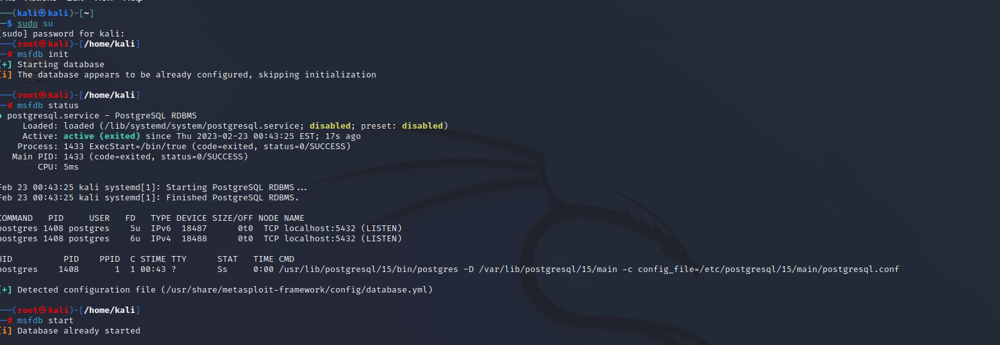 ──(kali㉿kali)-[~]
─$ sudo su
[sudo] password for kali:
──(root㉿kali)-[/home/kali]
─# msfdb init
[+] Starting database
[i] The database appears to be already configured, skipping initialization
──(root㉿kali)-[/home/kali]
─# msfdb status
● postgresql.service - PostgreSQL RDBMS
Loaded: loaded (/lib/systemd/system/postgresql.service; disabled; preset: disabled)
Active: active (exited) since Thu 2023-02-23 00:43:25 EST; 17s ago
Process: 1433 ExecStart=/bin/true (code=exited, status=0/SUCCESS)
Main PID: 1433 (code=exited, status=0/SUCCESS)
CPU: 5ms
Feb 23 00:43:25 kali systemd[1]: Starting PostgreSQL RDBMS...
Feb 23 00:43:25 kali systemd[1]: Finished PostgreSQL RDBMS.
COMMAND PID USER FD TYPE DEVICE SIZE/OFF NODE NAME
postgres 1408 postgres 5u IPv6 18487 0t0 TCP localhost:5432 (LISTEN)
postgres 1408 postgres 6u IPv4 18488 0t0 TCP localhost:5432 (LISTEN)
UID PID PPID C STIME TTY STAT TIME CMD
postgres 1408 1 1 00:43 ? Ss 0:00 /usr/lib/postgresql/15/bin/postgres -D /var/lib/postgresql/15/main -c config_file=/etc/postgresql/15/main/postgresql.conf
[+] Detected configuration file (/usr/share/metasploit-framework/config/database.yml)
──(root㉿kali)-[/home/kali]
─# msfdb start
[i] Database already started